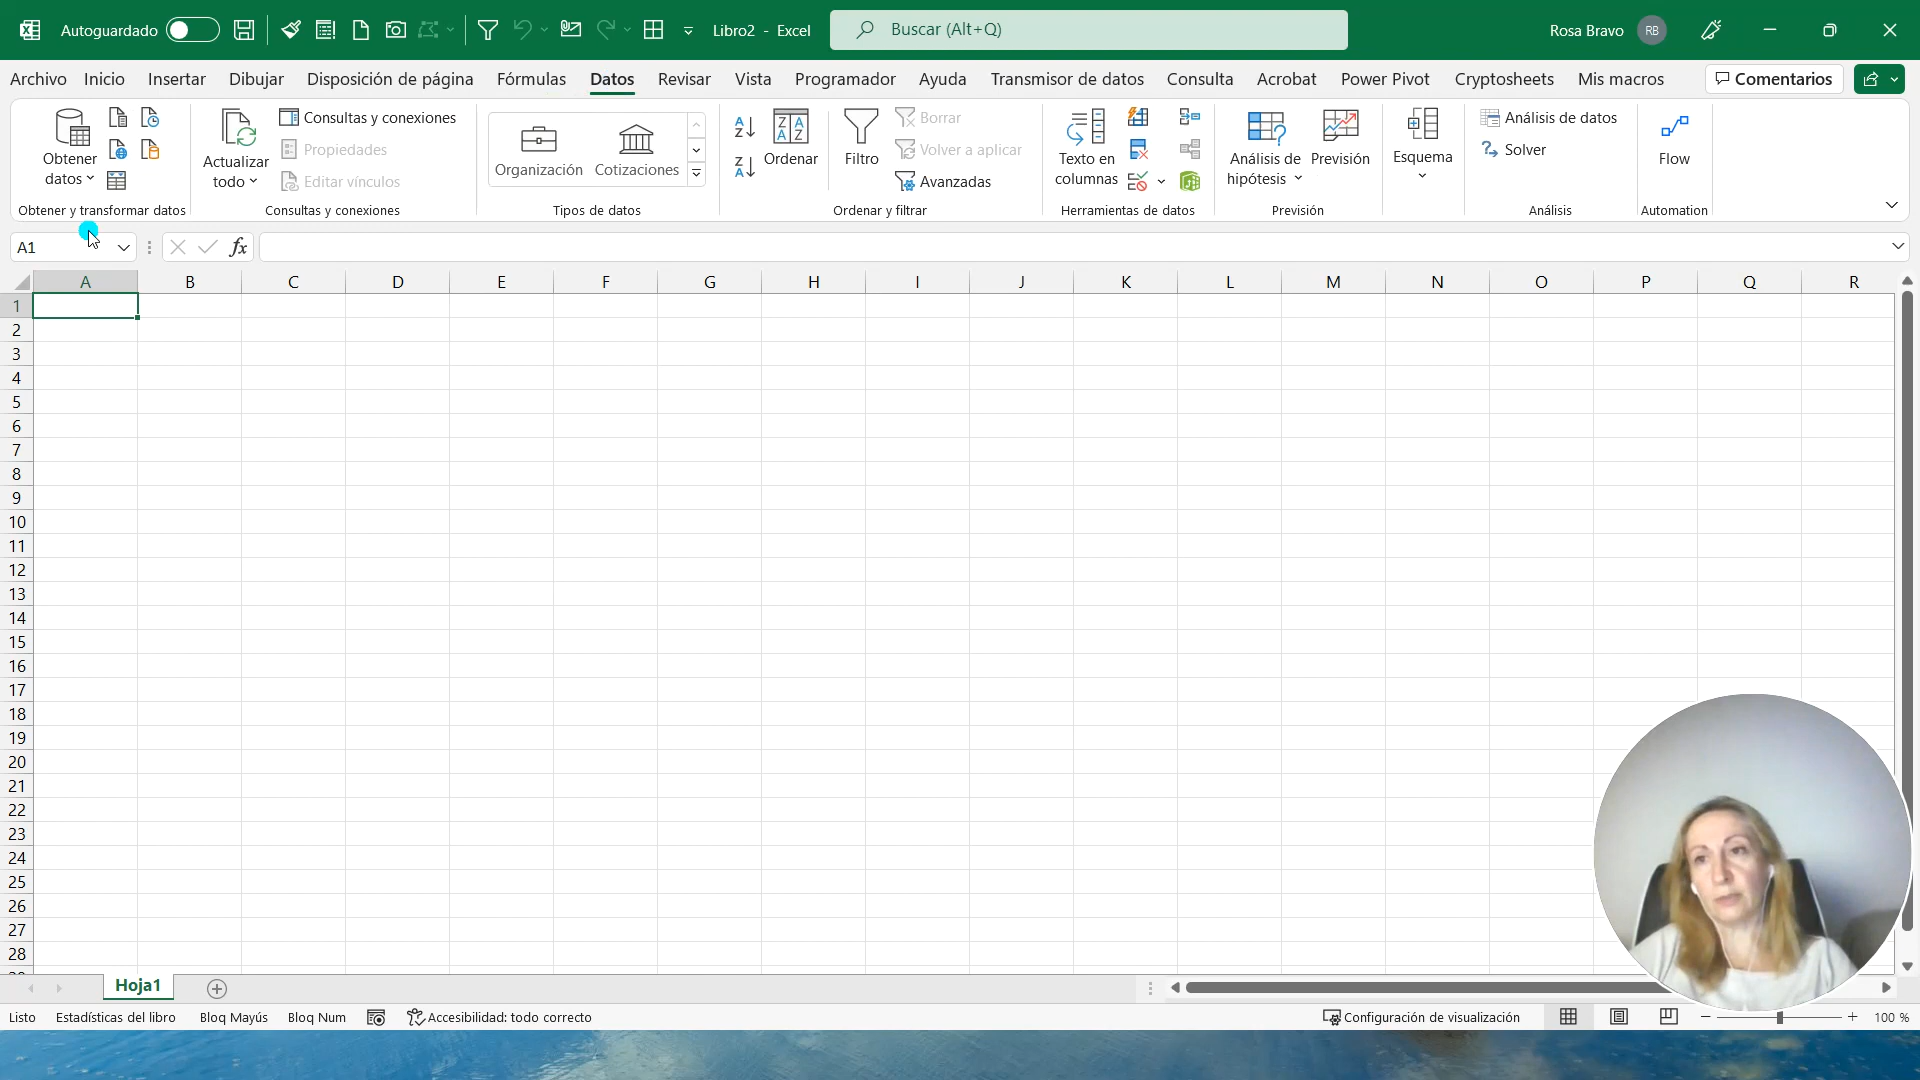 Autoguardado
Libro2 - Excel
Buscar (Alt+Q)
Rosa Bravo
RB
Archivo Inicio Insertar Dibujar Disposición de página Fórmulas Datos Revisar Vista Programador Ayuda Transmisor de datos Consulta Acrobat Power Pivot Cryptosheets Mis macros
Comentarios
Obtener
datos
Obtener y transformar datos
Actualizar
todo
Consultas y conexiones
Propiedades
Editar vínculos
Consultas y conexiones
Organización
Cotizaciones
Tipos de datos
Ordenar
Filtro
Borrar
Volver a aplicar
Avanzadas
Ordenar y filtrar
Texto en
columnas
Herramientas de datos
Análisis de
hipótesis
Previsión
Previsión
Esquema
Análisis de datos
Solver
Análisis
Flow
Automation
A1
fx
A B C D E F G H I J K L M N O P Q R
1
2
3
4
5
6
7
8
9
10
11
12
13
14
15
16
17
18
19
20
21
22
23
24
25
26
27
28
Hoja1
Listo Estadísticas del libro Bloq Mayús Bloq Num Accesibilidad: todo correcto
Configuración de visualización
100 %